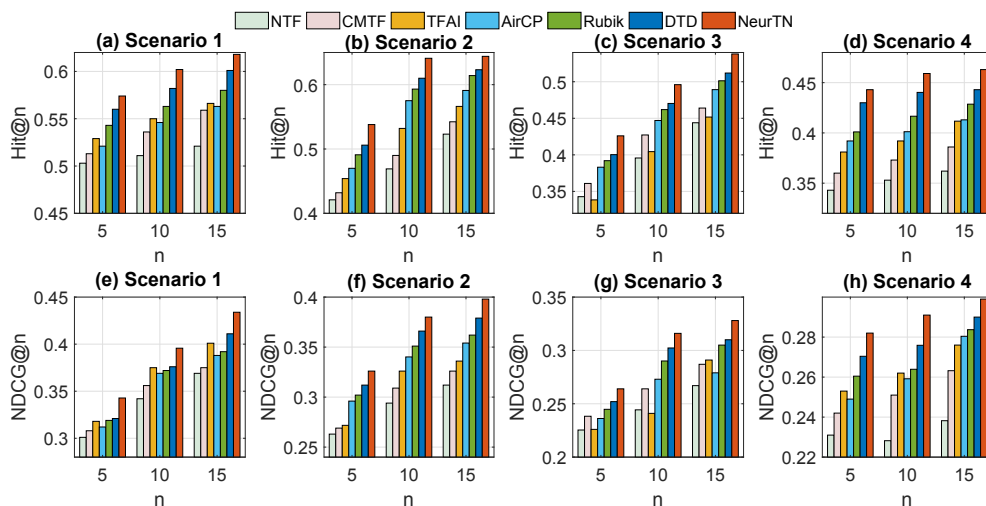 NTF CMTF TFAI AirCP Rubik DTD NeurTN
(a) Scenario 1
(b) Scenario 2
(c) Scenario 3
(d) Scenario 4
Hit@n
0.6
0.55
0.5
0.45
5 10 15
n
Hit@n
0.6
0.5
0.4
5 10 15
n
Hit@n
0.5
0.45
0.4
0.35
5 10 15
n
Hit@n
0.45
0.4
0.35
5 10 15
n
(e) Scenario 1
(f) Scenario 2
(g) Scenario 3
(h) Scenario 4
NDCG@n
0.45
0.4
0.35
0.3
5 10 15
n
NDCG@n
0.4
0.35
0.3
0.25
5 10 15
n
NDCG@n
0.35
0.3
0.25
0.2
5 10 15
n
NDCG@n
0.28
0.26
0.24
0.22
5 10 15
n